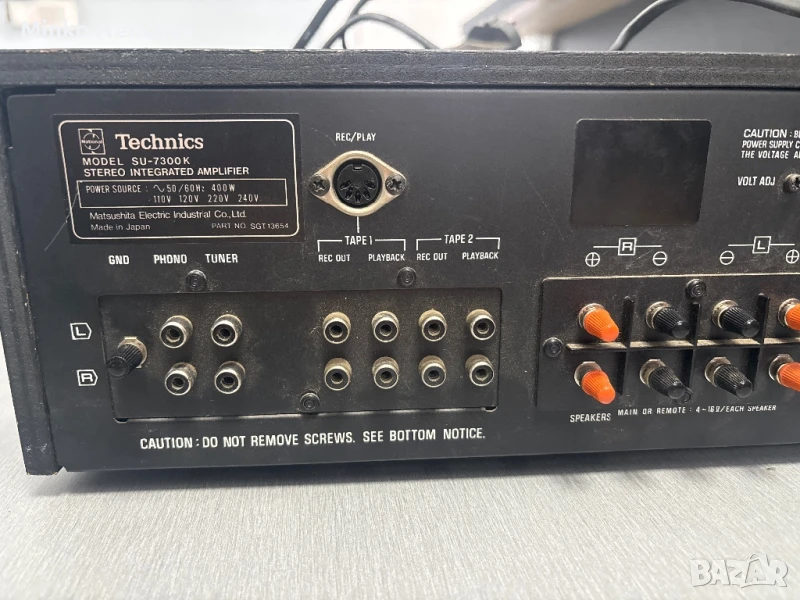 National
Technics
MODEL SU-7300K
STEREO INTEGRATED AMPLIFIER
POWER SOURCE : ∿ 50/60Hz 400W
110V 120V 220V 240V
Matsushita Electric Industrial Co., Ltd.
Made in Japan PART NO. SGT13654
REC/PLAY
TAPE 1 TAPE 2
GND PHONO TUNER REC OUT PLAYBACK REC OUT PLAYBACK
L
R
CAUTION : DO NOT REMOVE SCREWS. SEE BOTTOM NOTICE.
CAUTION :
POWER SUPPLY
THE VOLTAGE
VOLT ADJ
R L
⊕ ⊖ ⊖ ⊕
SPEAKERS MAIN OR REMOTE : 4~16Ω/EACH SPEAKER
BAZAR